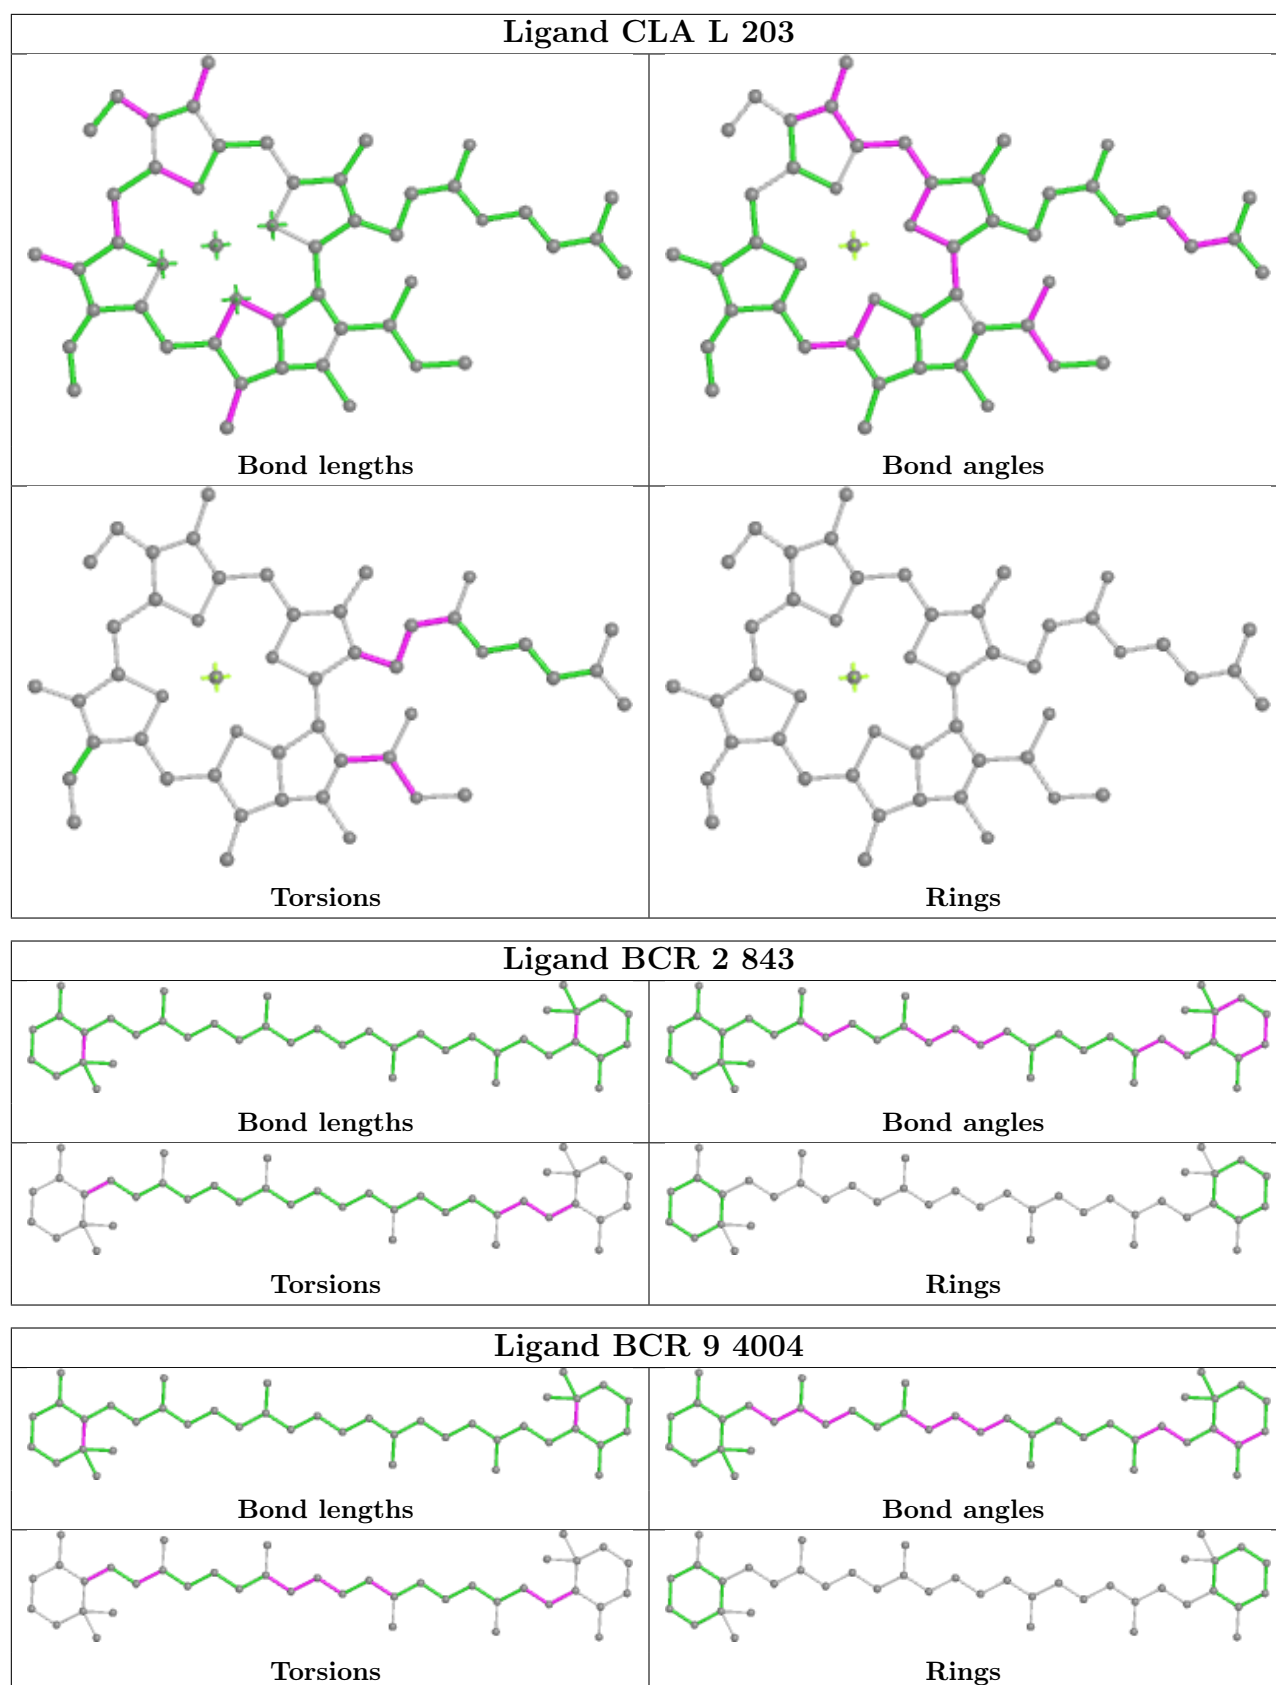 Ligand CLA L 203
Bond lengths
Bond angles
Torsions
Rings
Ligand BCR 2 843
Bond lengths
Bond angles
Torsions
Rings
Ligand BCR 9 4004
Bond lengths
Bond angles
Torsions
Rings